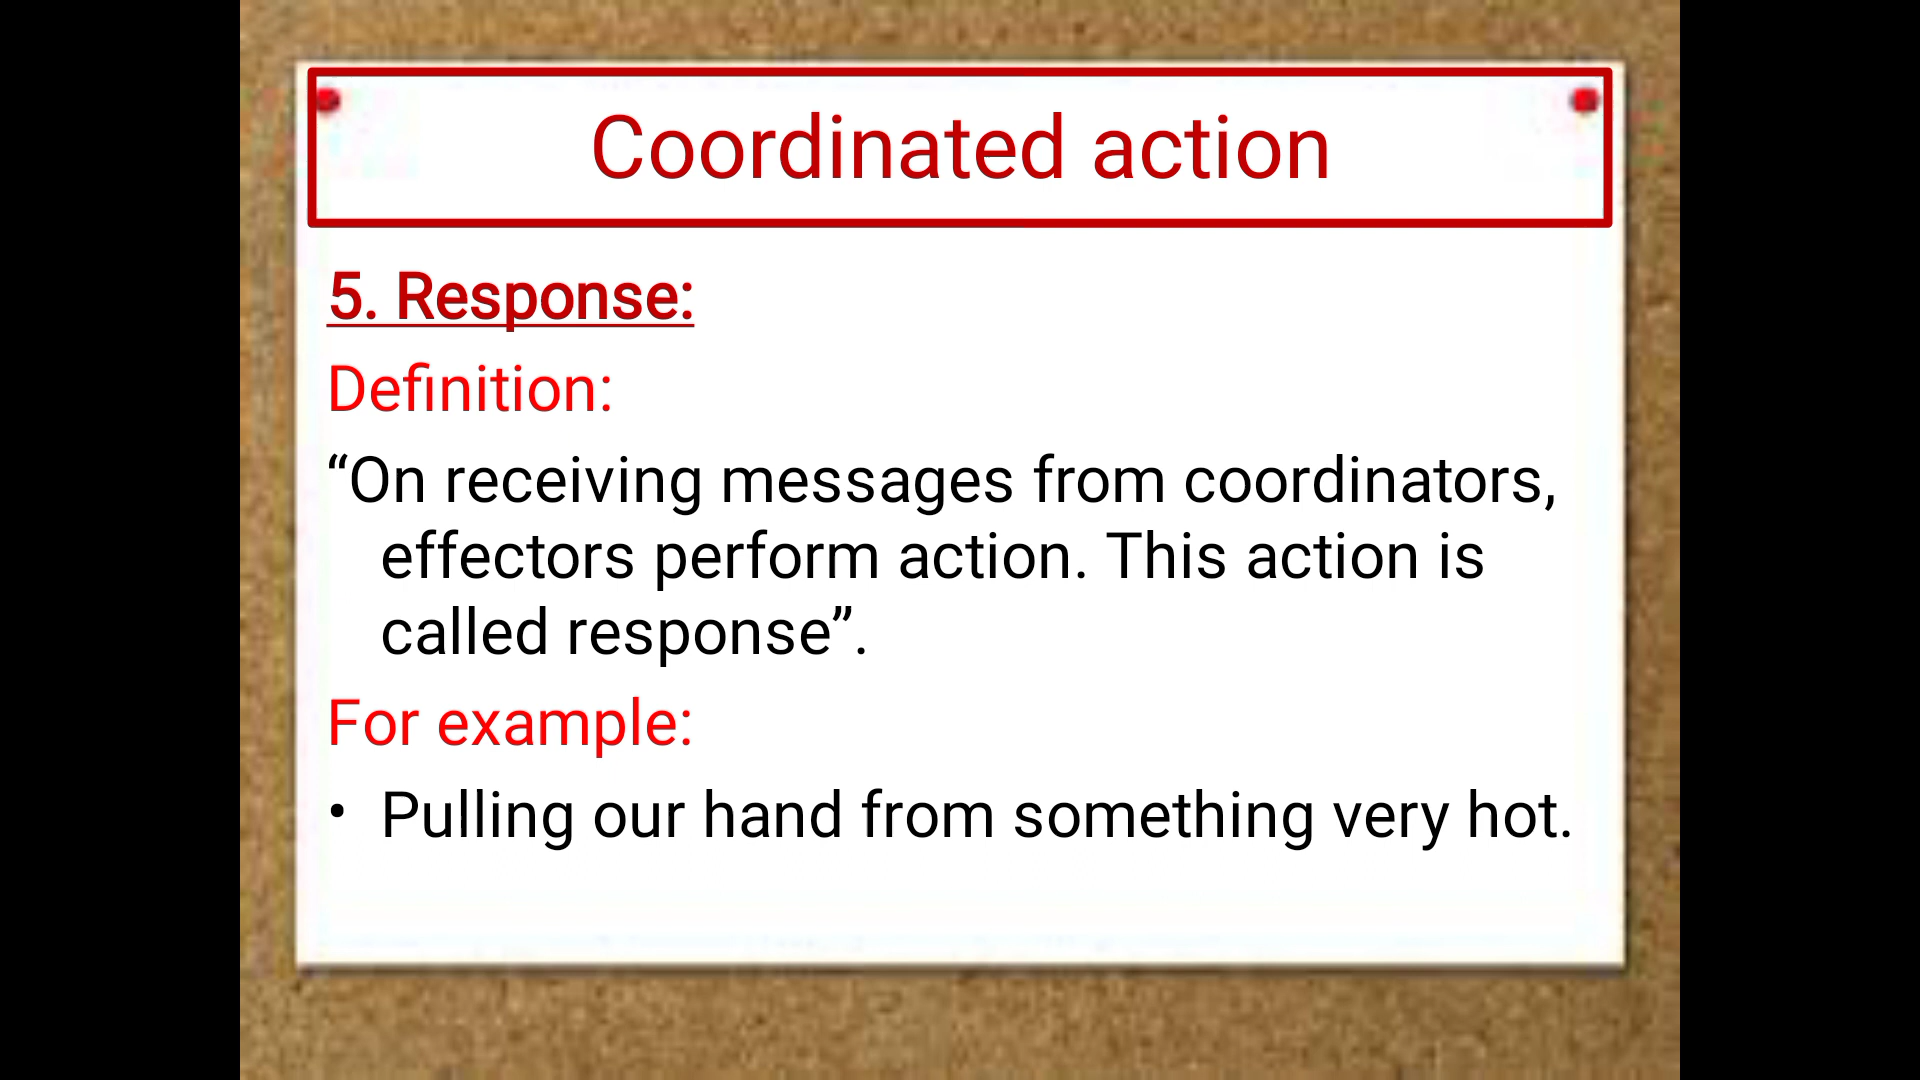 Coordinated action
5. Response:
Definition:
“On receiving messages from coordinators,
effectors perform action. This action is
called response”.
For example:
• Pulling our hand from something very hot.